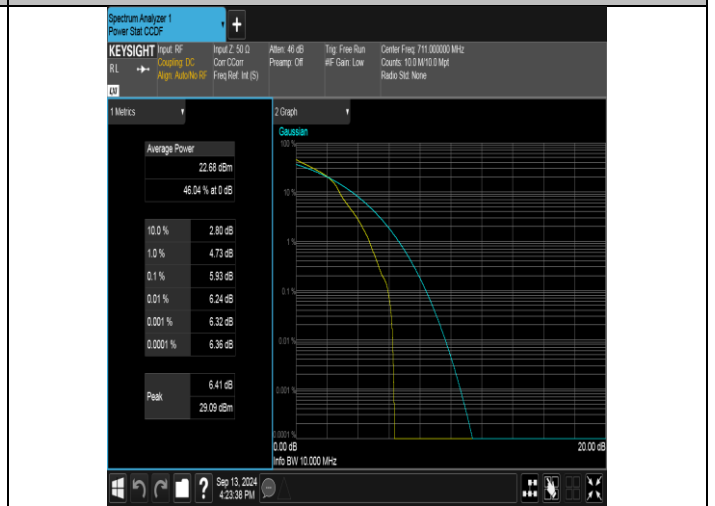 Spectrum Analyzer 1
Power Stat CCDF
+
KEYSIGHT
RL
Input: RF
Coupling: DC
Align: Auto/No RF
Input Z: 50 Ω
Corr CCorr
Freq Ref: Int (S)
Atten: 46 dB
Preamp: Off
Trig: Free Run
#IF Gain: Low
Center Freq: 711.000000 MHz
Counts: 10.0 M/10.0 Mpt
Radio Std: None
1 Metrics
Average Power
22.68 dBm
46.04 % at 0 dB
10.0 % 2.80 dB
1.0 % 4.73 dB
0.1 % 5.93 dB
0.01 % 6.24 dB
0.001 % 6.32 dB
0.0001 % 6.36 dB
Peak
6.41 dB
29.09 dBm
2 Graph
Gaussian
100 %
10 %
1 %
0.1 %
0.01 %
0.001 %
0.0001 %
0.00 dB 20.00 dB
Info BW 10.000 MHz
?
Sep 13, 2024
4:23:38 PM